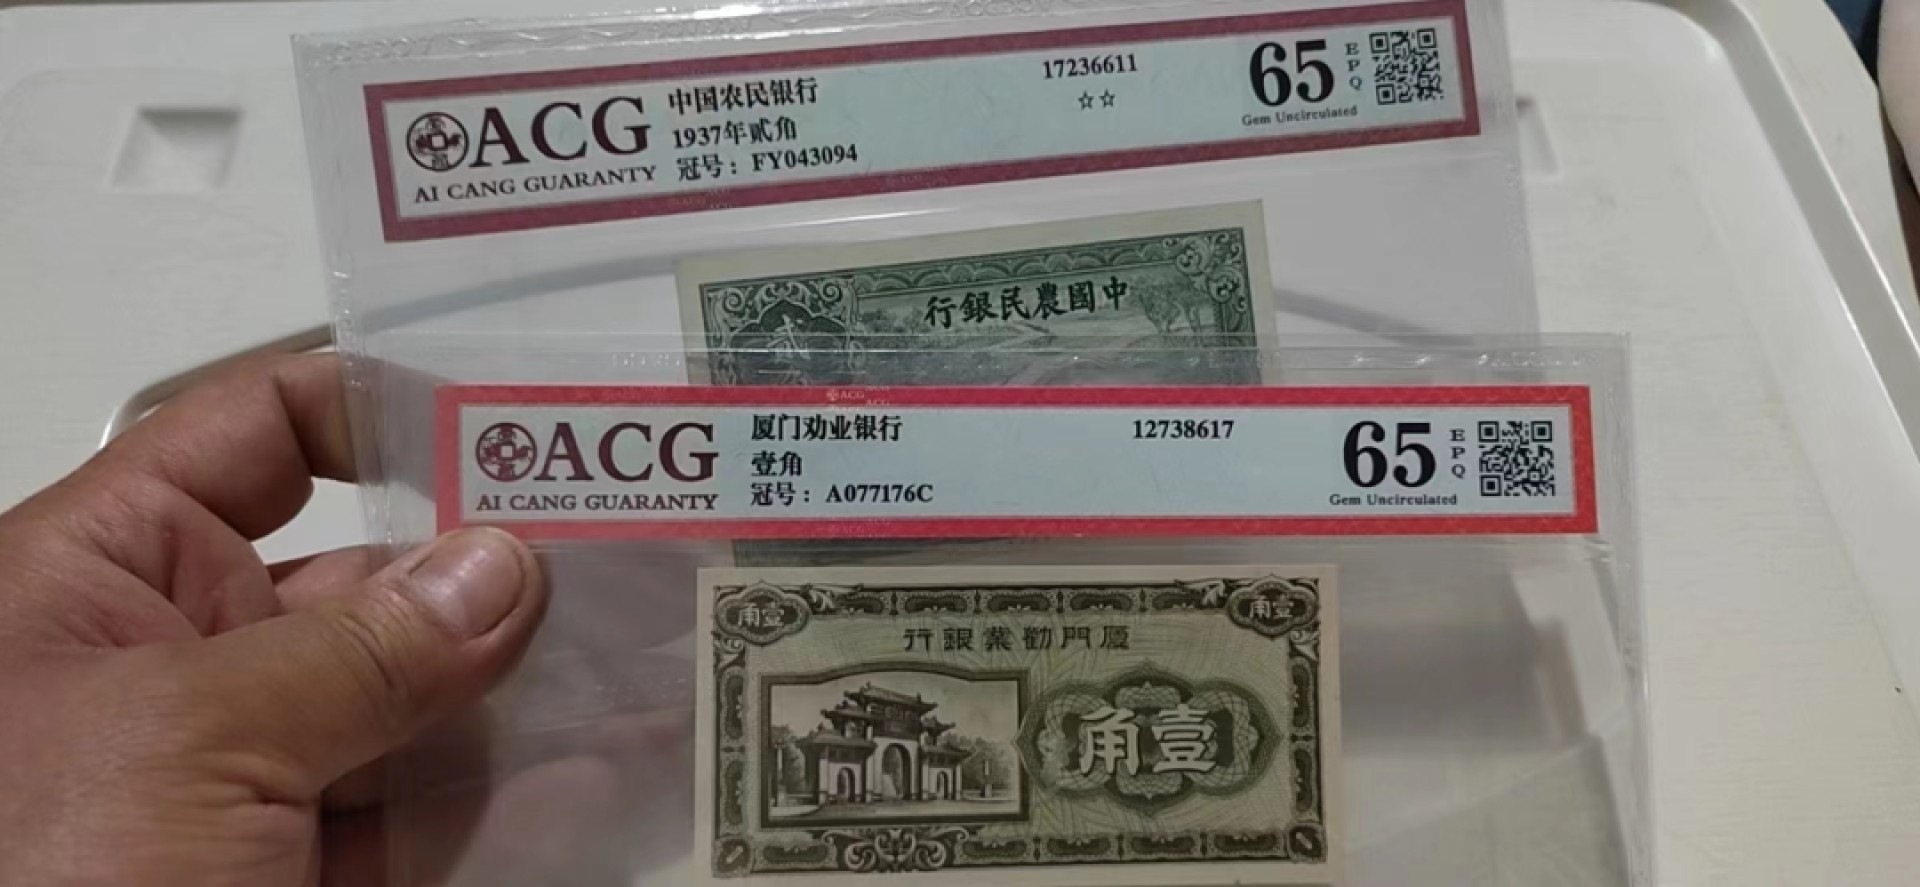 ACG
AI CANG GUARANTY
中国农民银行
1937年贰角
冠号：FY043094
17236611
☆☆
65
EPQ
Gem Uncirculated
行銀民農國中
ACG
AI CANG GUARANTY
厦门劝业银行
壹角
冠号：A077176C
12738617
65
EPQ
Gem Uncirculated
角壹
角壹
行銀業勸門厦
角壹